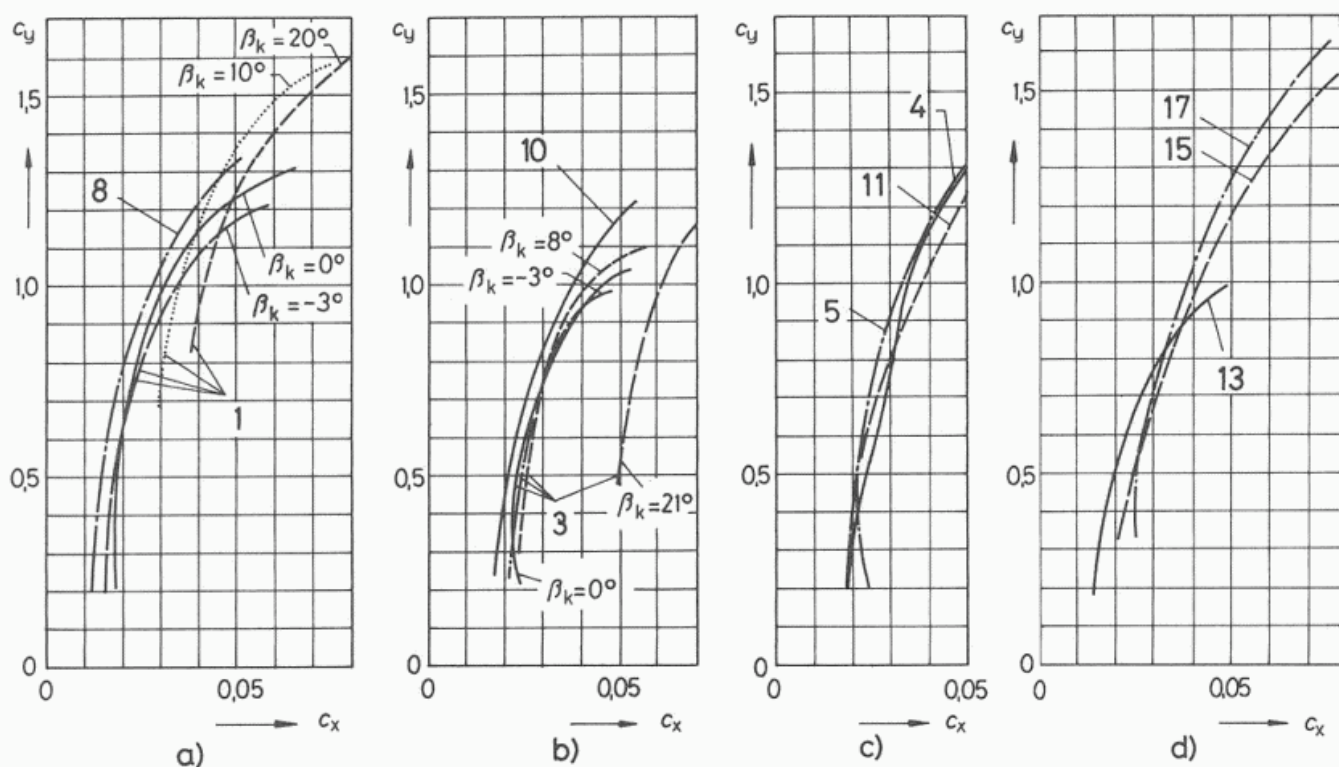 c_y
β_k = 20°
β_k = 10°
1,5
8
1,0
β_k = 0°
β_k = -3°
1
0,5
0
0
0,05
c_x
a)
c_y
1,5
10
β_k = 8°
β_k = -3°
1,0
0,5
3
β_k = 21°
β_k = 0°
0
0
0,05
c_x
b)
c_y
1,5
4
11
1,0
5
0,5
0
0
0,05
c_x
c)
c_y
1,5
17
15
1,0
13
0,5
0
0
0,05
c_x
d)